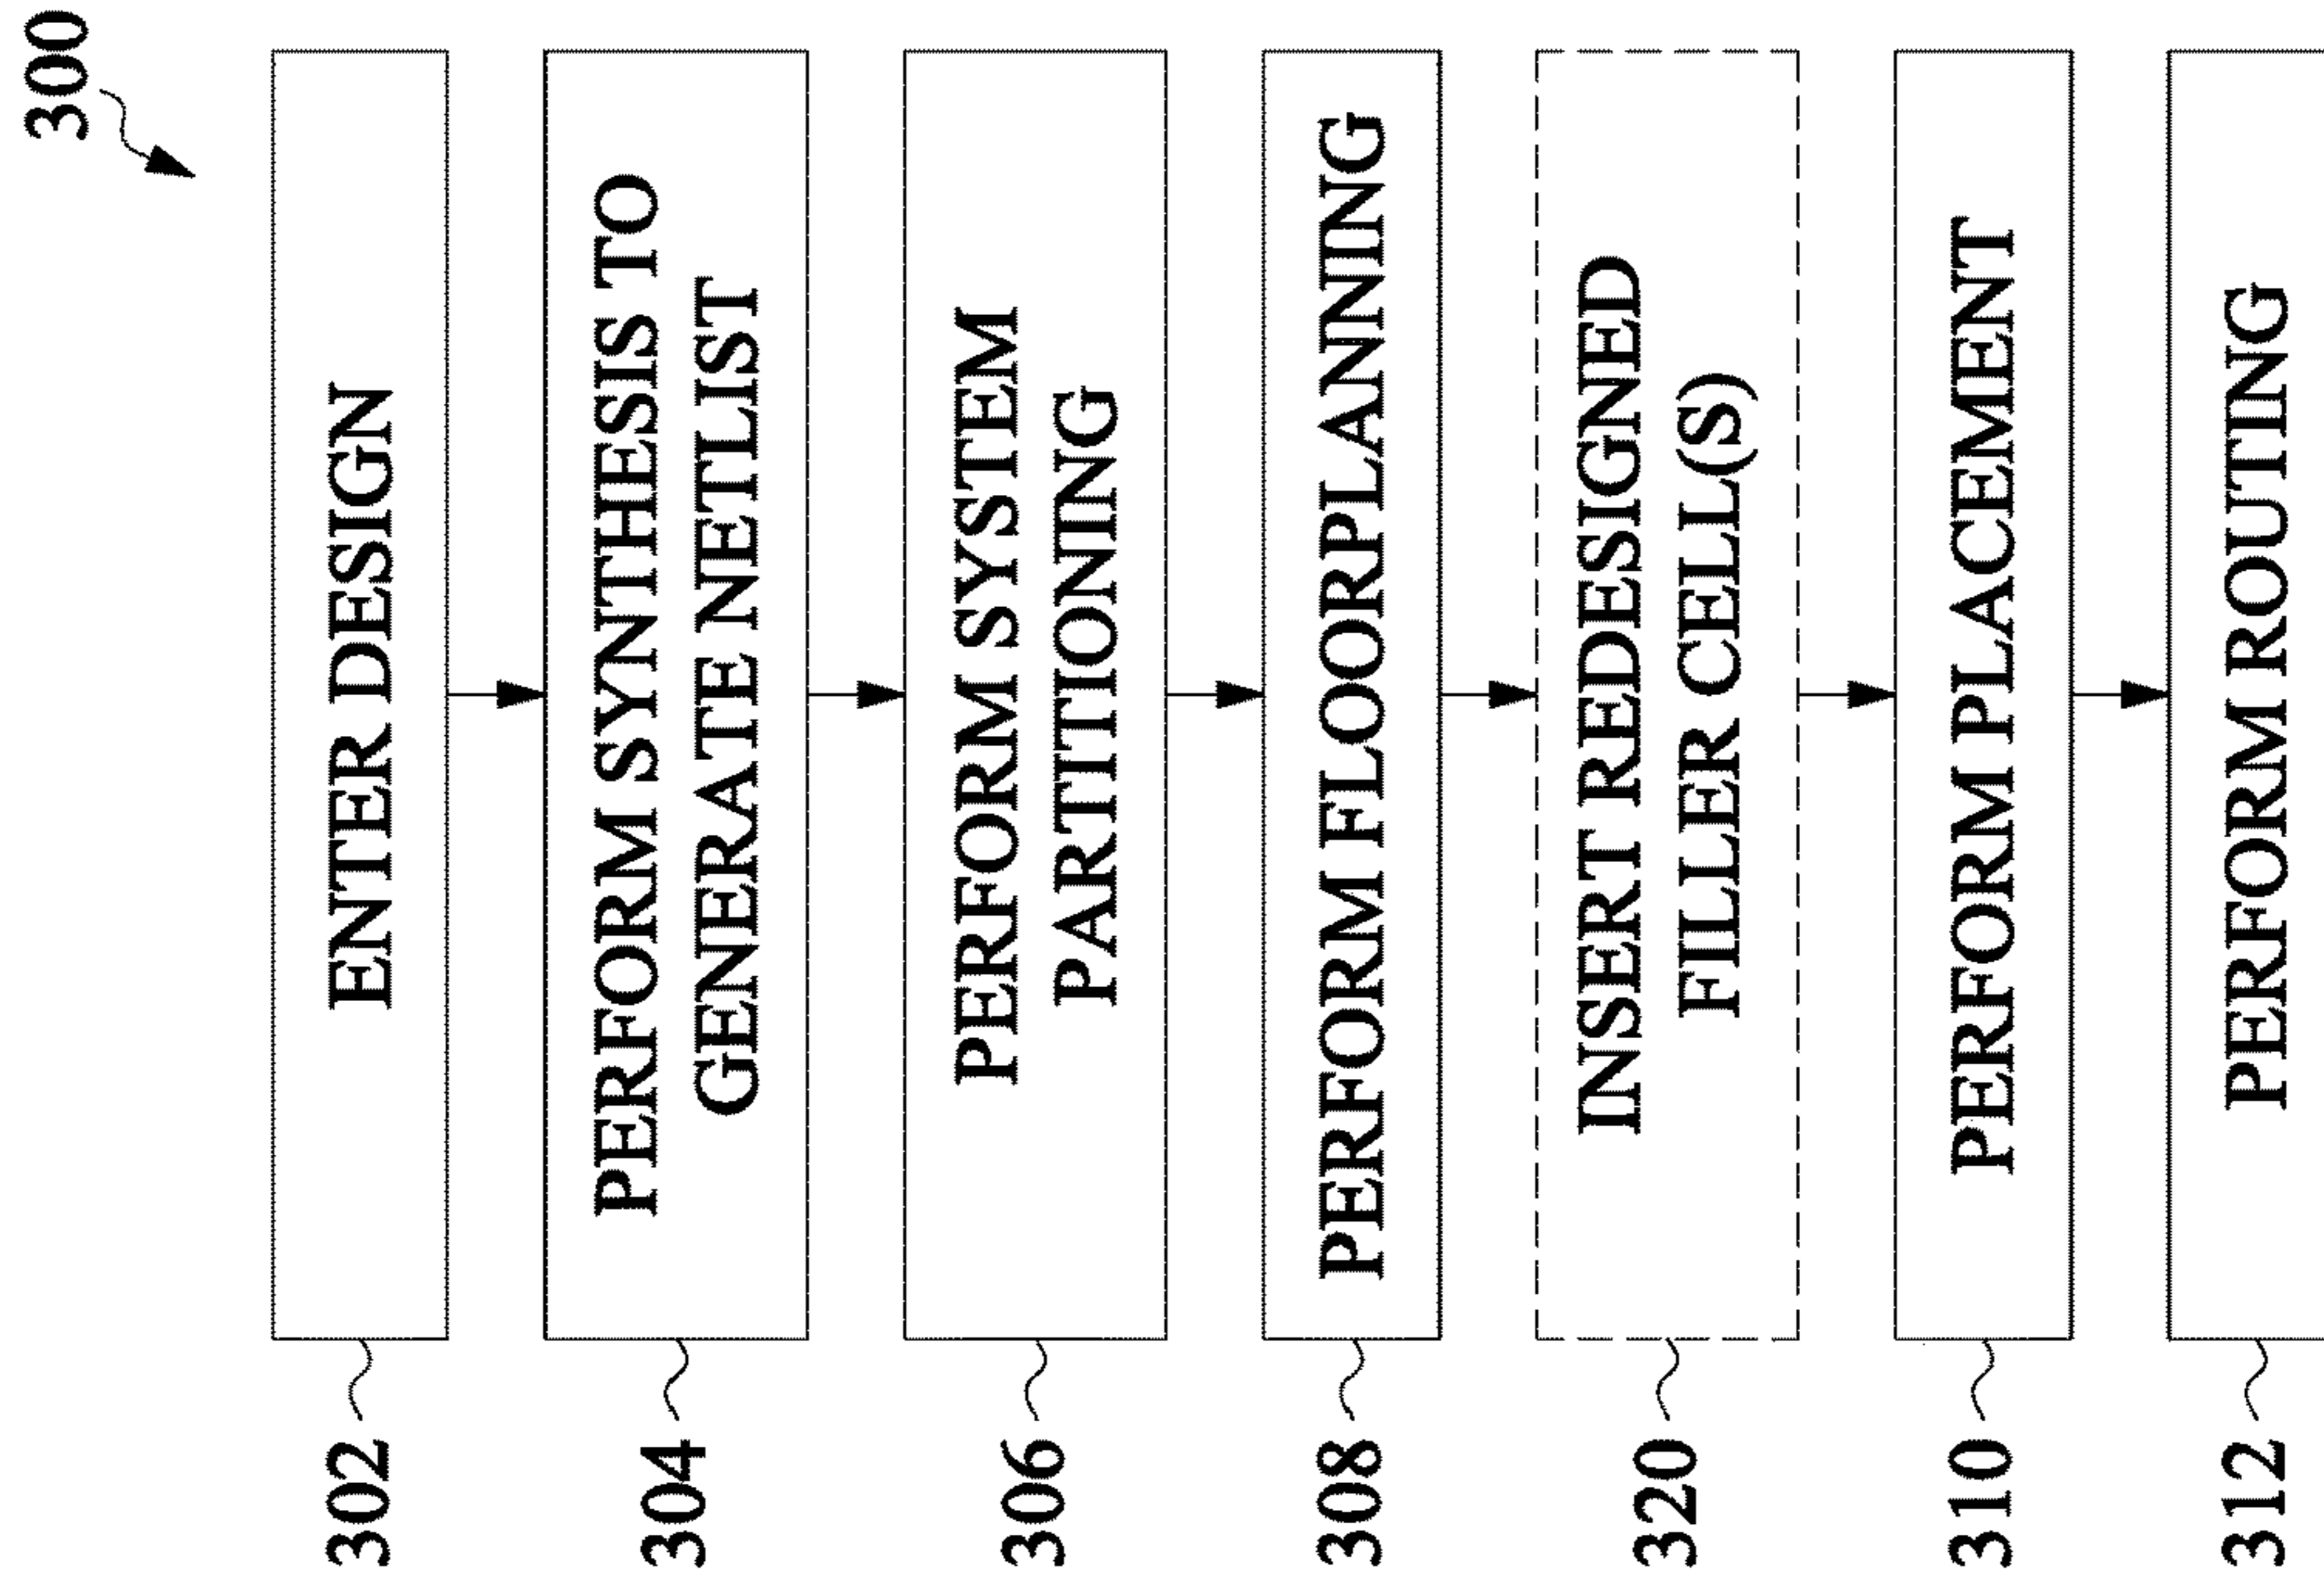 300
302
ENTER DESIGN
304
PERFORM SYNTHESIS TO
GENERATE NETLIST
306
PERFORM SYSTEM
PARTITIONING
308
PERFORM FLOORPLANNING
320
INSERT REDESIGNED
FILLER CELL(S)
310
PERFORM PLACEMENT
312
PERFORM ROUTING